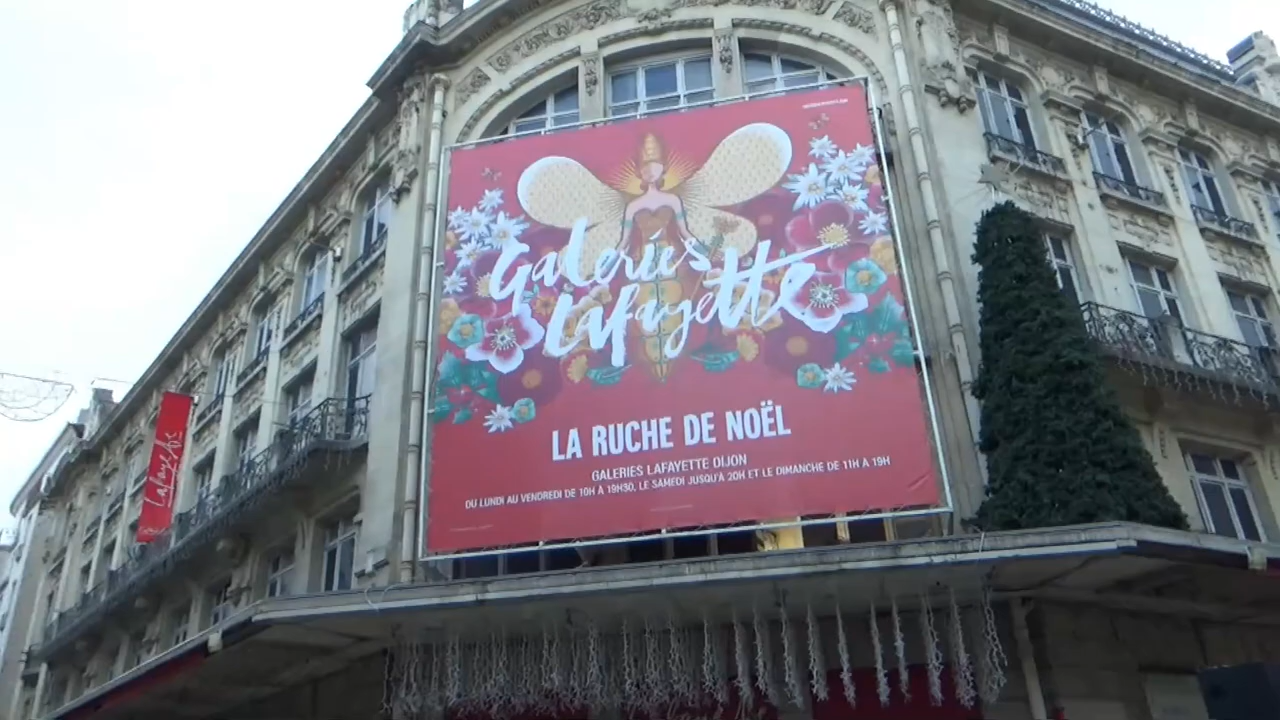 Galeries
Lafayette
LA RUCHE DE NOËL
GALERIES LAFAYETTE DIJON
DU LUNDI AU VENDREDI DE 10H À 19H30, LE SAMEDI JUSQU'À 20H ET LE DIMANCHE DE 11H À 19H
Lafayette